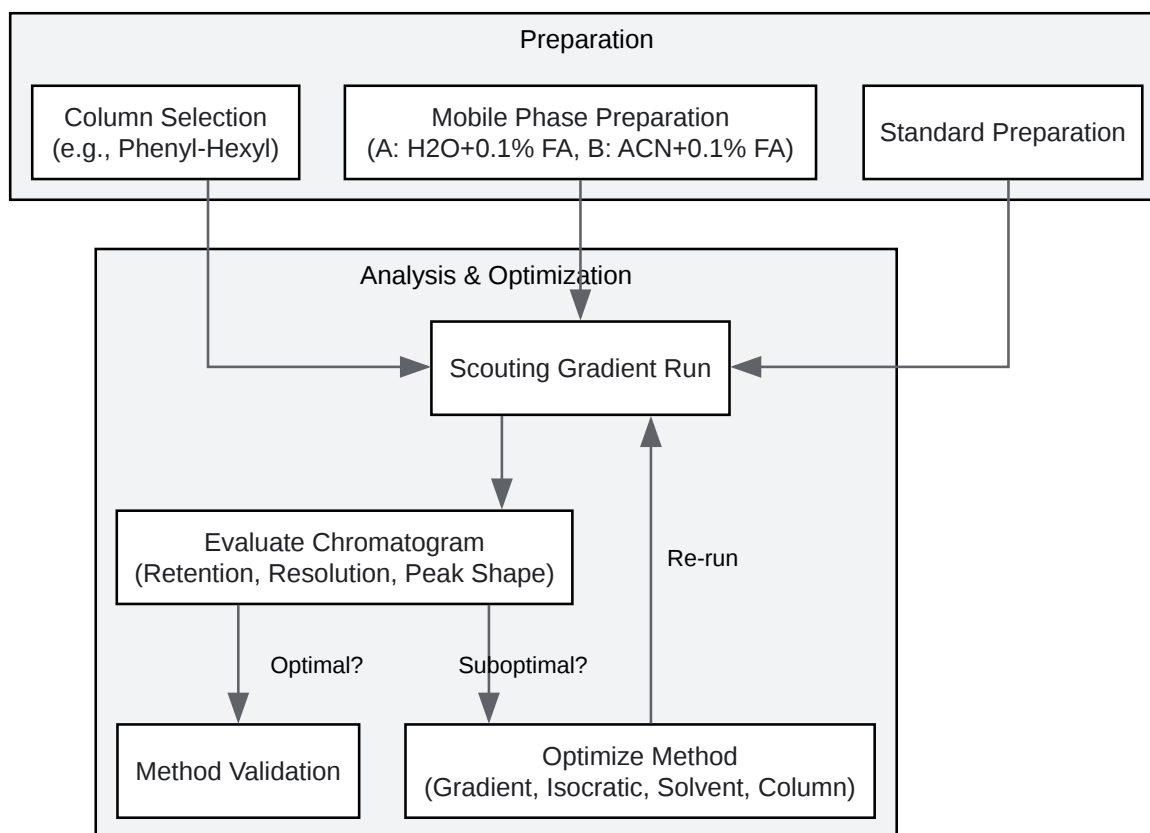 Preparation
Column Selection
(e.g., Phenyl-Hexyl)
Mobile Phase Preparation
(A: H2O+0.1% FA, B: ACN+0.1% FA)
Standard Preparation
Analysis & Optimization
Scouting Gradient Run
Evaluate Chromatogram
(Retention, Resolution, Peak Shape)
Re-run
Optimal?
Suboptimal?
Method Validation
Optimize Method
(Gradient, Isocratic, Solvent, Column)